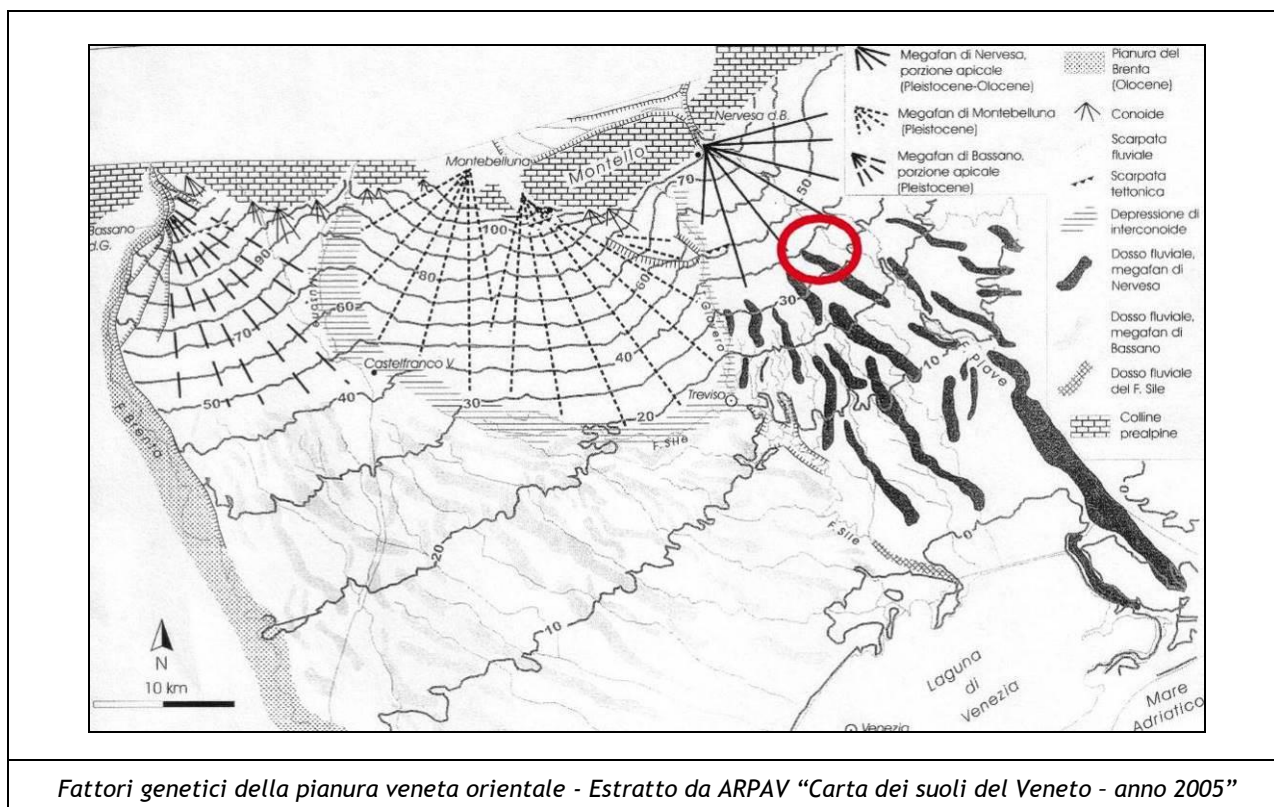 Megafan di Nervesa,
porzione apicale
(Pleistocene-Olocene)
Megafan di Montebelluna
(Pleistocene)
Megafan di Bassano,
porzione apicale
(Pleistocene)
Pianura del
Brenta
(Olocene)
Conoide
Scarpata
fluviale
Scarpata
tettonica
Depressione di
interconoide
Dosso fluviale,
megafan di
Nervesa
Dosso fluviale,
megafan di
Bassano
Dosso fluviale
del F. Sile
Colline
prealpine
Nervesa d.B.
Montebelluna
Montello
Bassano
d.G.
70
50
100
90
80
60
60
70
30
40
Castelfranco V.
50
40
30
20
Treviso
10
F. Piave
F. Brenta
F. Sile
F. Sile
0
0
20
10
N
10 km
Laguna
di
Venezia
Mare
Adriatico
Venezia
Fattori genetici della pianura veneta orientale - Estratto da ARPAV “Carta dei suoli del Veneto – anno 2005”